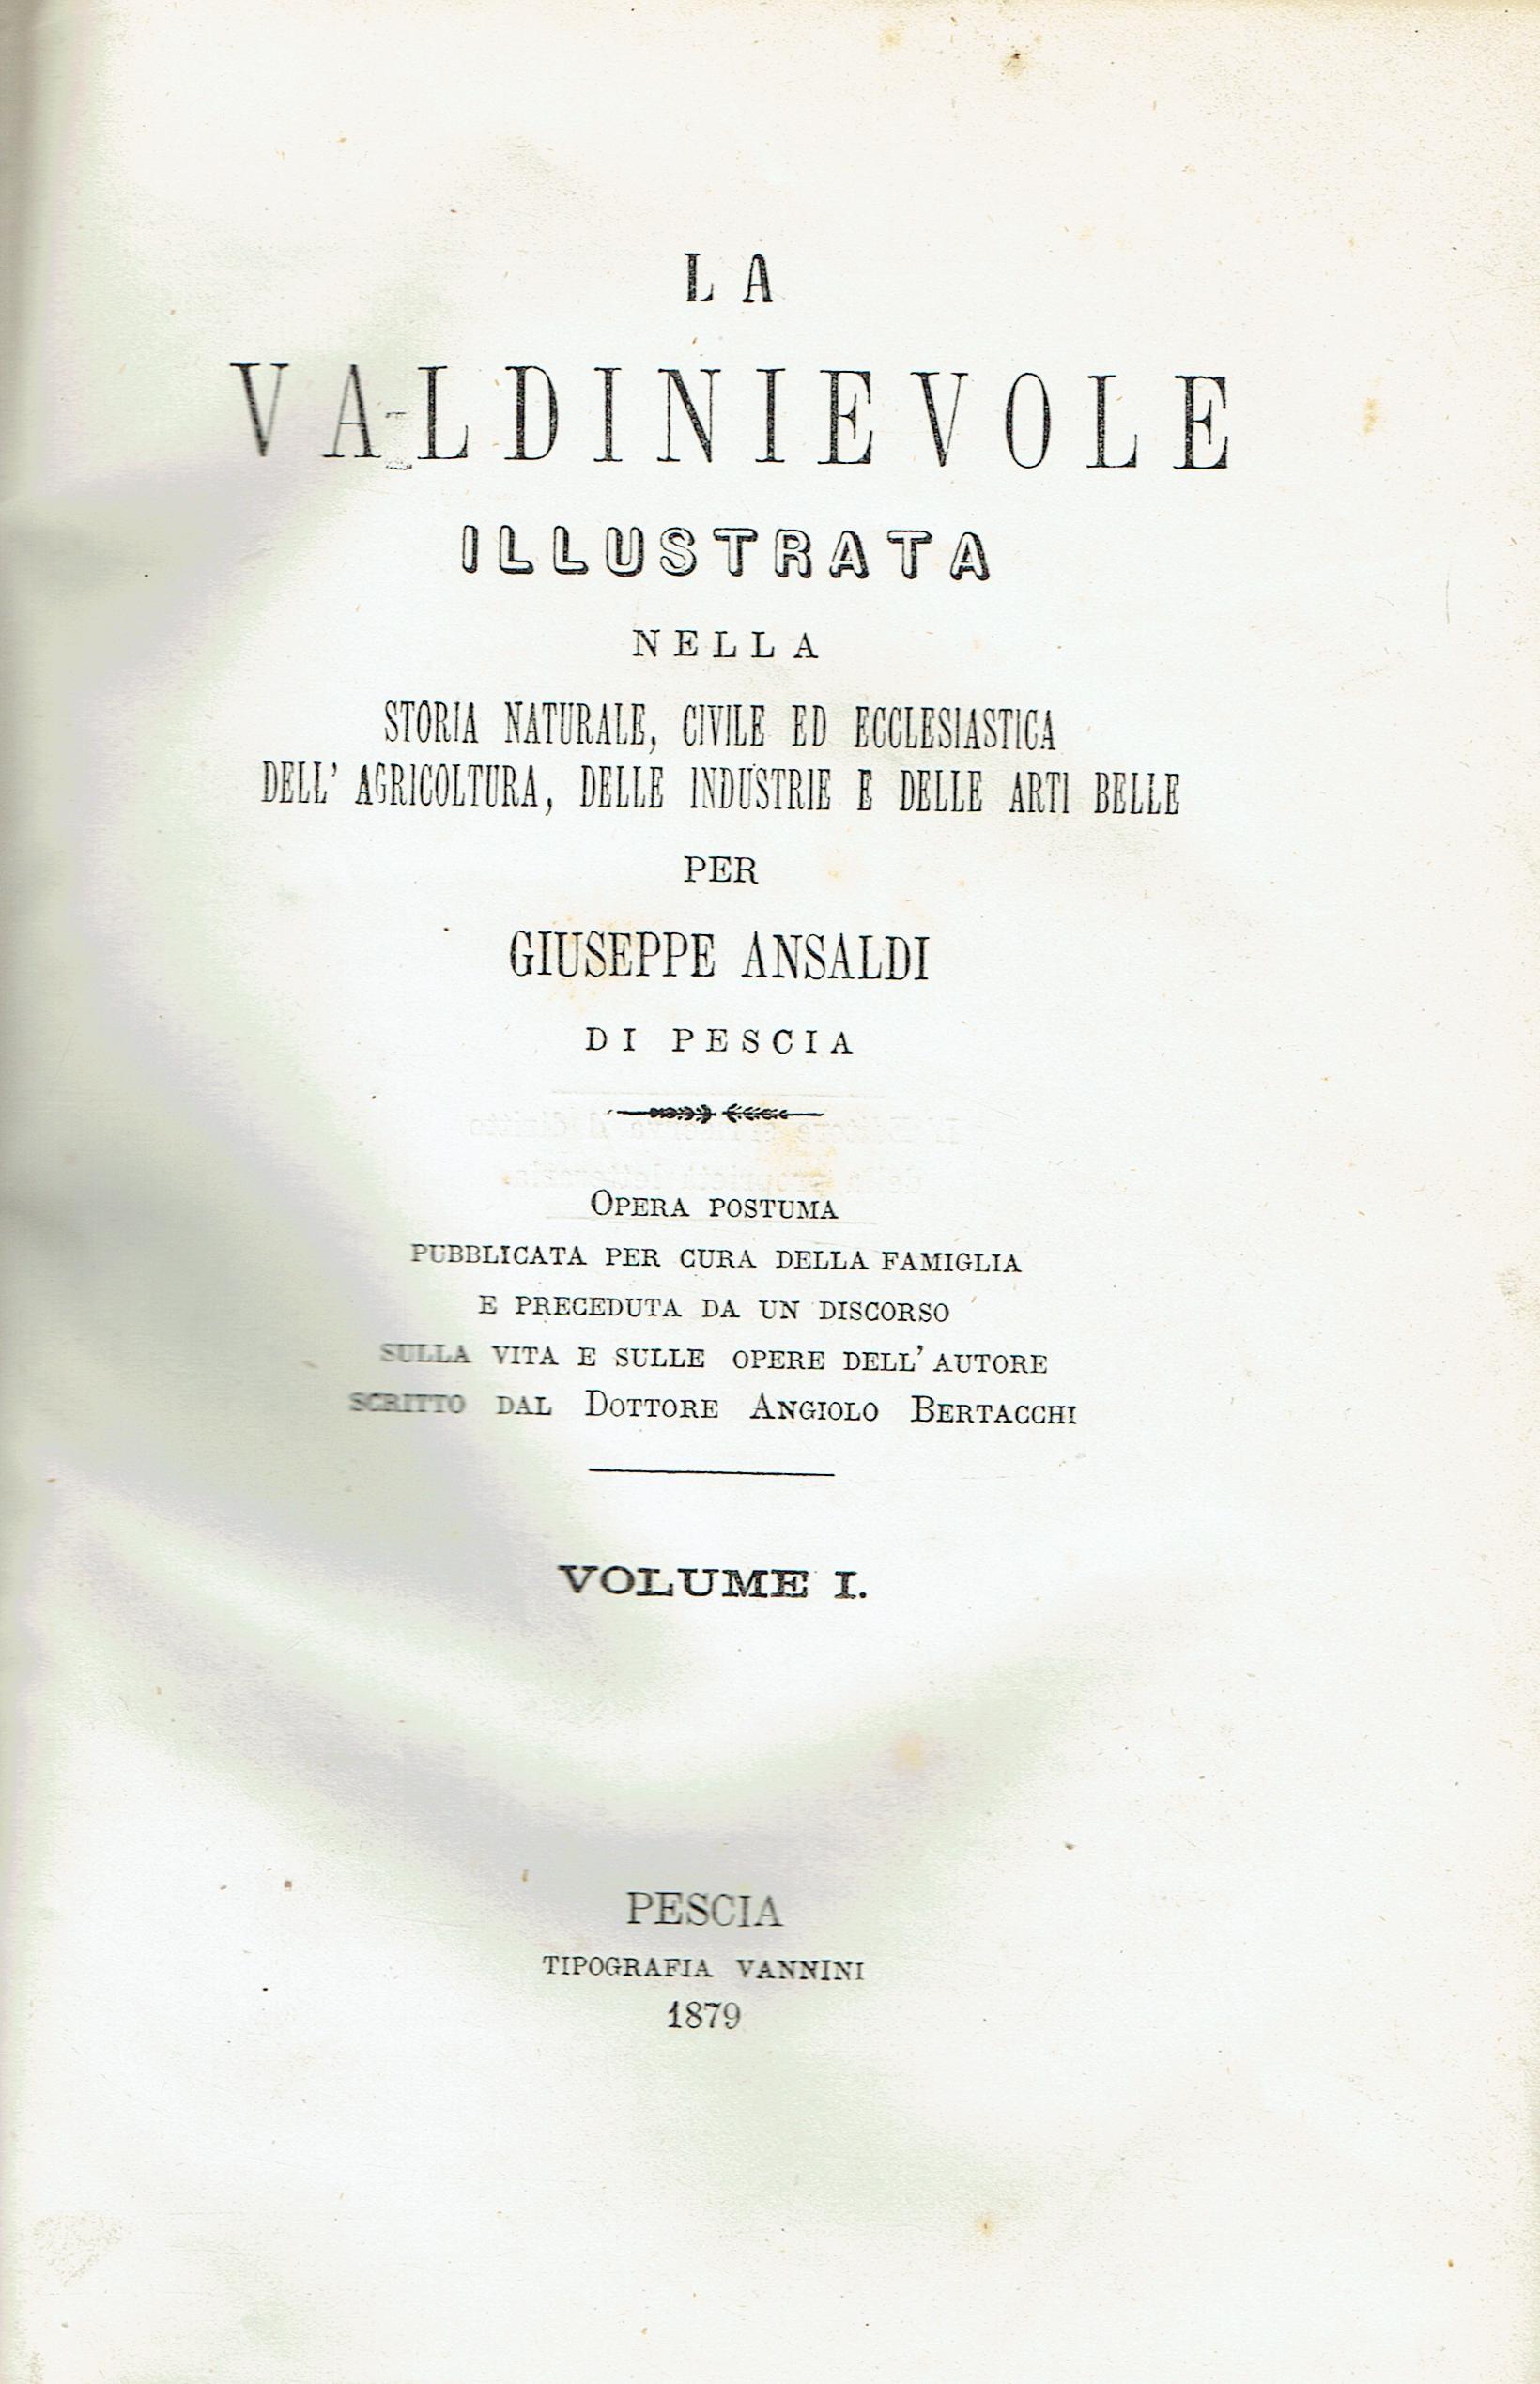 LA
VALDINIEVOLE
ILLUSTRATA
NELLA
STORIA NATURALE, CIVILE ED ECCLESIASTICA
DELL' AGRICOLTURA, DELLE INDUSTRIE E DELLE ARTI BELLE
PER
GIUSEPPE ANSALDI
DI PESCIA
OPERA POSTUMA
PUBBLICATA PER CURA DELLA FAMIGLIA
E PRECEDUTA DA UN DISCORSO
SULLA VITA E SULLE OPERE DELL' AUTORE
SCRITTO DAL DOTTORE ANGIOLO BERTACCHI
VOLUME I.
PESCIA
TIPOGRAFIA VANNINI
1879